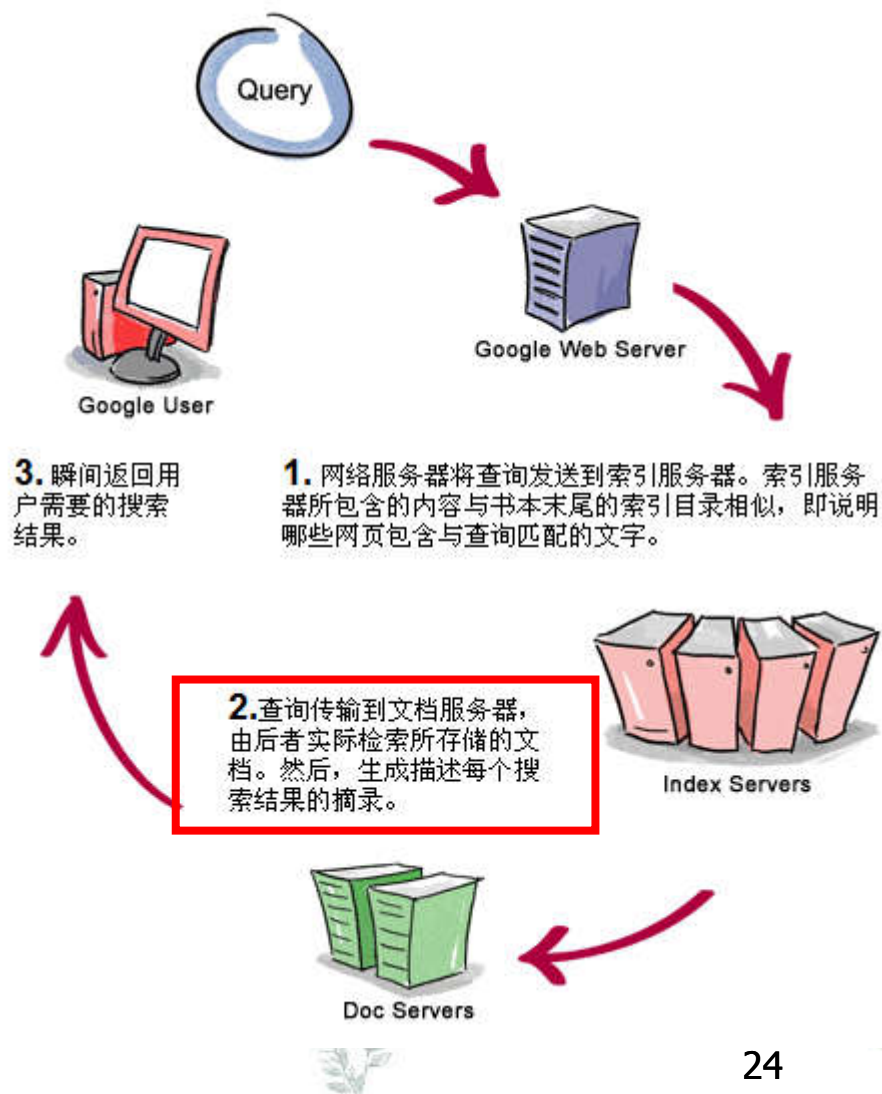 Query
Google Web Server
Google User
3. 瞬间返回用
户需要的搜索
结果。
1. 网络服务器将查询发送到索引服务器。索引服务
器所包含的内容与书本末尾的索引目录相似，即说明
哪些网页包含与查询匹配的文字。
2.查询传输到文档服务器，
由后者实际检索所存储的文
档。然后，生成描述每个搜
索结果的摘录。
Index Servers
Doc Servers
24